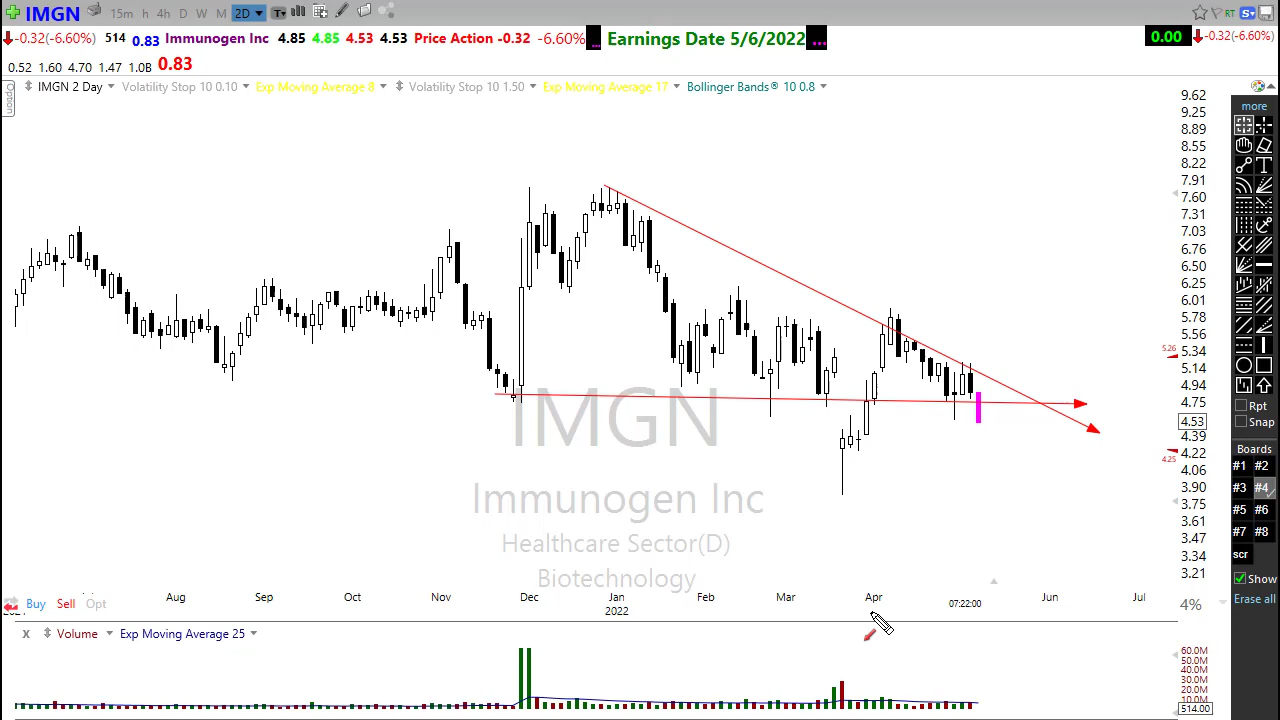 IMGN 15m h 4h D W M 2D T RT S
-0.32(-6.60%) 514 0.83 Immunogen Inc 4.85 4.85 4.53 4.53 Price Action -0.32 -6.60% ... Earnings Date 5/6/2022 ... 0.00 -0.32(-6.60%)
0.52 1.60 4.70 1.47 1.0B 0.83
Option
IMGN 2 Day Volatility Stop 10 0.10 Exp Moving Average 8 Volatility Stop 10 1.50 Exp Moving Average 17 Bollinger Bands® 10 0.8
9.62
9.25
8.89
8.55
8.22
7.91
7.60
7.31
7.03
6.76
6.50
6.25
6.01
5.78
5.56
5.34
5.26
5.14
4.94
4.75
4.53
4.39
4.22
4.25
4.06
3.90
3.75
3.61
3.47
3.34
3.21
IMGN
Immunogen Inc
Healthcare Sector(D)
Biotechnology
Aug Sep Oct Nov Dec Jan Feb Mar Apr 07:22:00 Jun Jul
2022
Buy Sell Opt 4%
X Volume Exp Moving Average 25
60.0M
50.0M
40.0M
30.0M
20.0M
10.0M
514.00
more
T
Rpt
Snap
Boards
#1 #2
#3 #4
#5 #6
#7 #8
scr
Show
Erase all